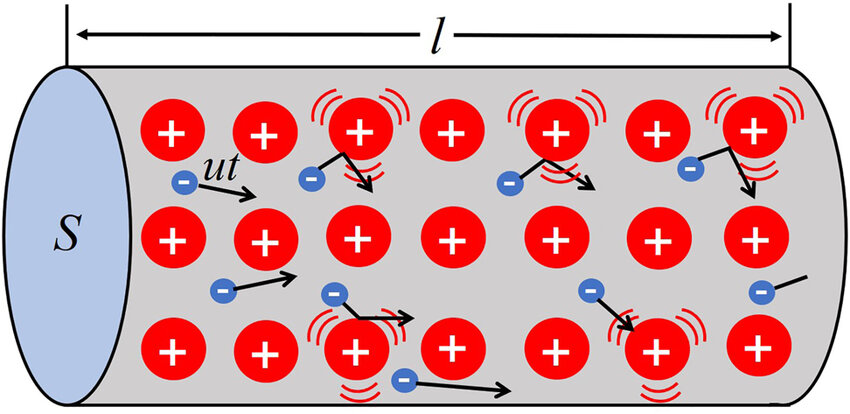 l
+ + + + + + +
ut
- - - -
S
+ + + + + + +
- - - -
+ + + + + + +
-